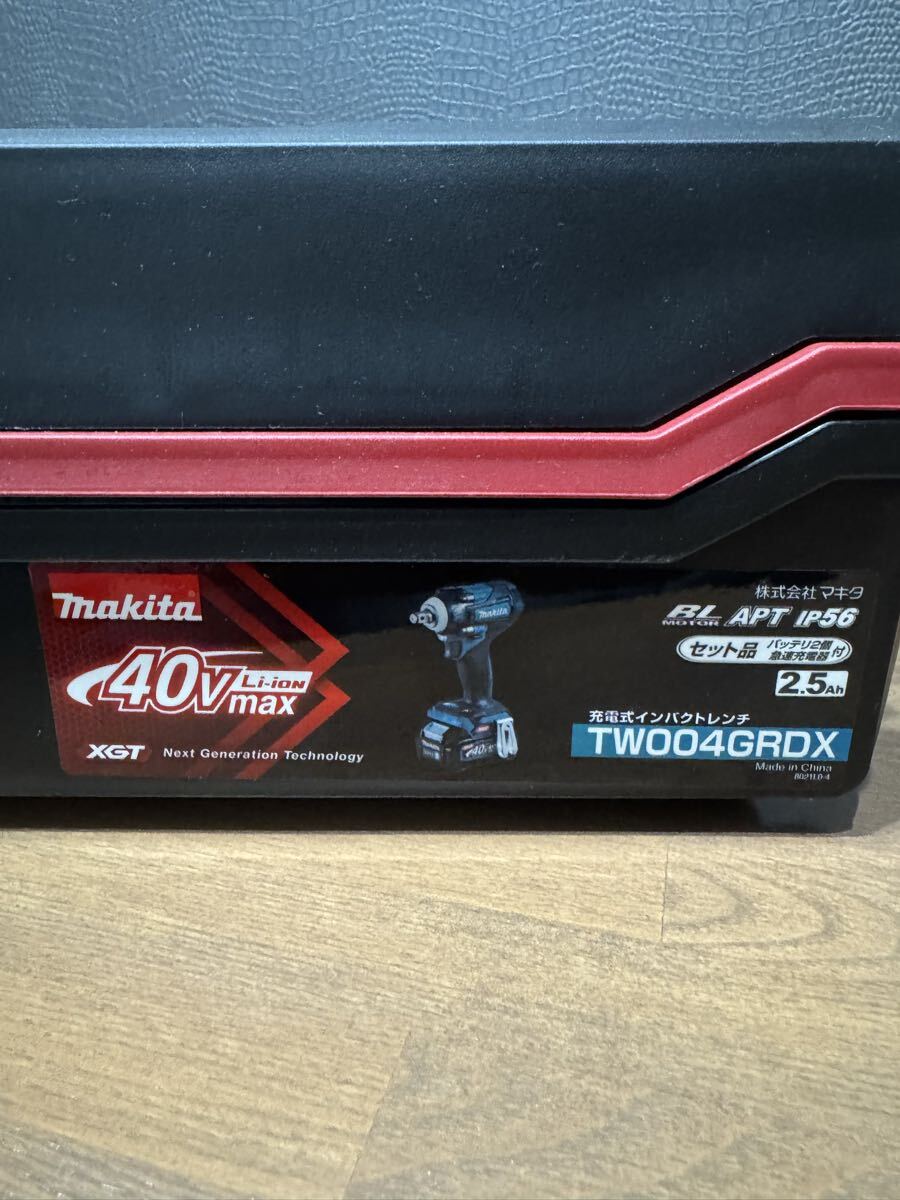 makita
40Vmax
Li-ion
XGT Next Generation Technology
makita
株式会社マキタ
BL MOTOR APT IP56
セット品 バッテリ2個 急速充電器 付
2.5Ah
充電式インパクトレンチ
TW004GRDX
Made in China